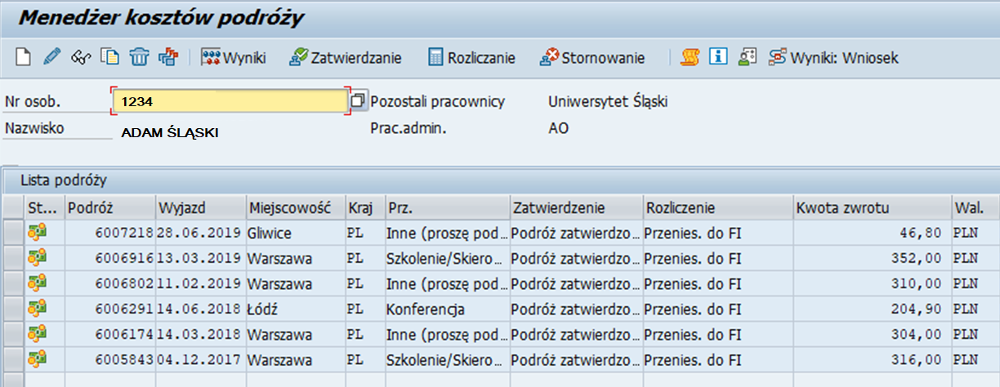 Menedżer kosztów podróży
Wyniki Zatwierdzanie Rozliczanie Stornowanie Wyniki: Wniosek
Nr osob. 1234 Pozostali pracownicy Uniwersytet Śląski
Nazwisko ADAM ŚLĄSKI Prac.admin. AO
Lista podróży
St... Podróż Wyjazd Miejscowość Kraj Prz. Zatwierdzenie Rozliczenie Kwota zwrotu Wal.
6007218 28.06.2019 Gliwice PL Inne (proszę pod... Podróż zatwierdzo... Przenies. do FI 46,80 PLN
6006916 13.03.2019 Warszawa PL Szkolenie/Skiero... Podróż zatwierdzo... Przenies. do FI 352,00 PLN
6006802 11.02.2019 Warszawa PL Inne (proszę pod... Podróż zatwierdzo... Przenies. do FI 310,00 PLN
6006291 14.06.2018 Łódź PL Konferencja Podróż zatwierdzo... Przenies. do FI 204,90 PLN
6006174 14.03.2018 Warszawa PL Inne (proszę pod... Podróż zatwierdzo... Przenies. do FI 304,00 PLN
6005843 04.12.2017 Warszawa PL Szkolenie/Skiero... Podróż zatwierdzo... Przenies. do FI 316,00 PLN